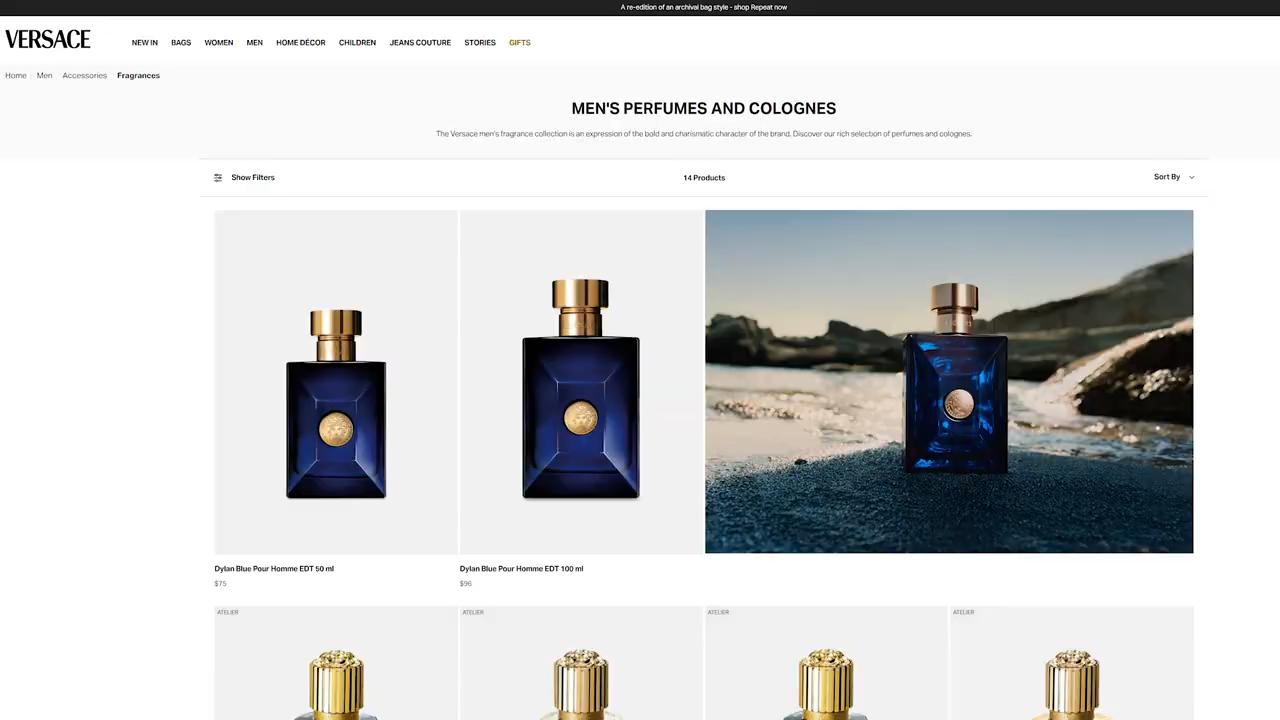 A re-edition of an archival bag style - shop Repeat now
VERSACE
NEW IN BAGS WOMEN MEN HOME DÉCOR CHILDREN JEANS COUTURE STORIES GIFTS
Home Men Accessories Fragrances
MEN'S PERFUMES AND COLOGNES
The Versace men's fragrance collection is an expression of the bold and charismatic character of the brand. Discover our rich selection of perfumes and colognes.
Show Filters 14 Products Sort By
Dylan Blue Pour Homme EDT 50 ml
$75
Dylan Blue Pour Homme EDT 100 ml
$96
ATELIER ATELIER ATELIER ATELIER